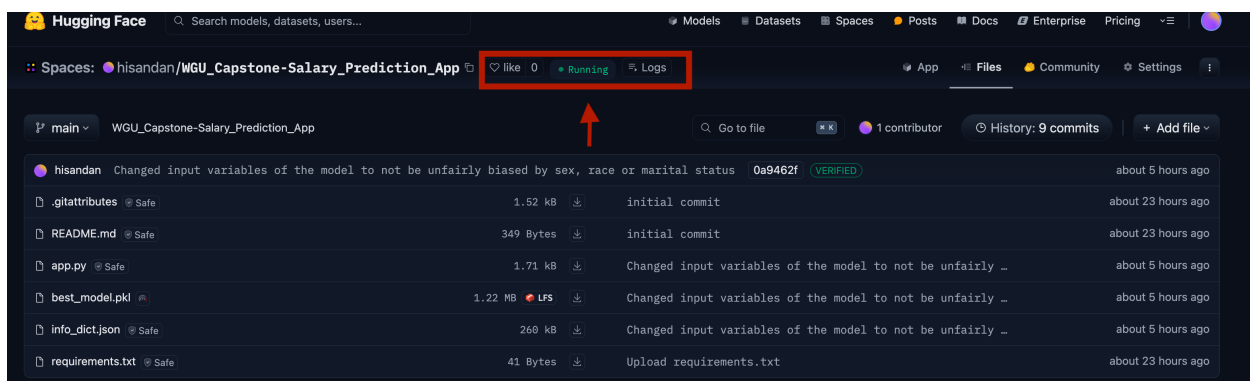 Hugging Face Search models, datasets, users... Models Datasets Spaces Posts Docs Enterprise Pricing
Spaces: hisandan/WGU_Capstone-Salary_Prediction_App like 0 Running Logs App Files Community Settings
main WGU_Capstone-Salary_Prediction_App Go to file ⌘ K 1 contributor History: 9 commits + Add file
hisandan Changed input variables of the model to not be unfairly biased by sex, race or marital status 0a9462f VERIFIED about 5 hours ago
.gitattributes Safe 1.52 kB initial commit about 23 hours ago
README.md Safe 349 Bytes initial commit about 23 hours ago
app.py Safe 1.71 kB Changed input variables of the model to not be unfairly … about 5 hours ago
best_model.pkl 1.22 MB LFS Changed input variables of the model to not be unfairly … about 5 hours ago
info_dict.json Safe 260 kB Changed input variables of the model to not be unfairly … about 5 hours ago
requirements.txt Safe 41 Bytes Upload requirements.txt about 23 hours ago